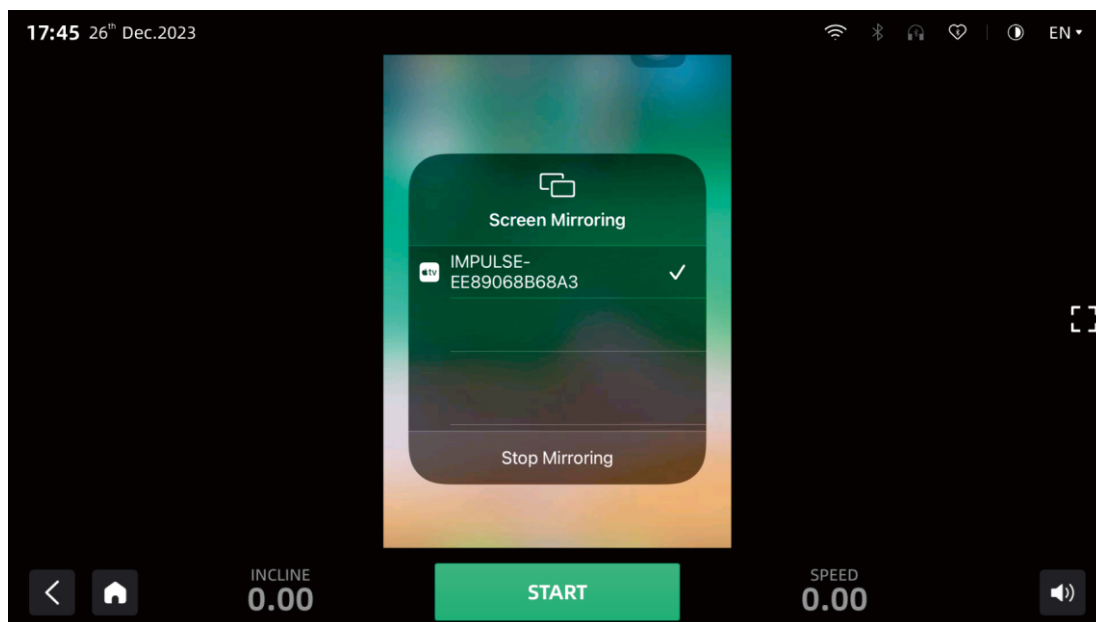 17:45 26th Dec.2023
EN
Screen Mirroring
tv
IMPULSE-
EE89068B68A3
Stop Mirroring
INCLINE
0.00
START
SPEED
0.00